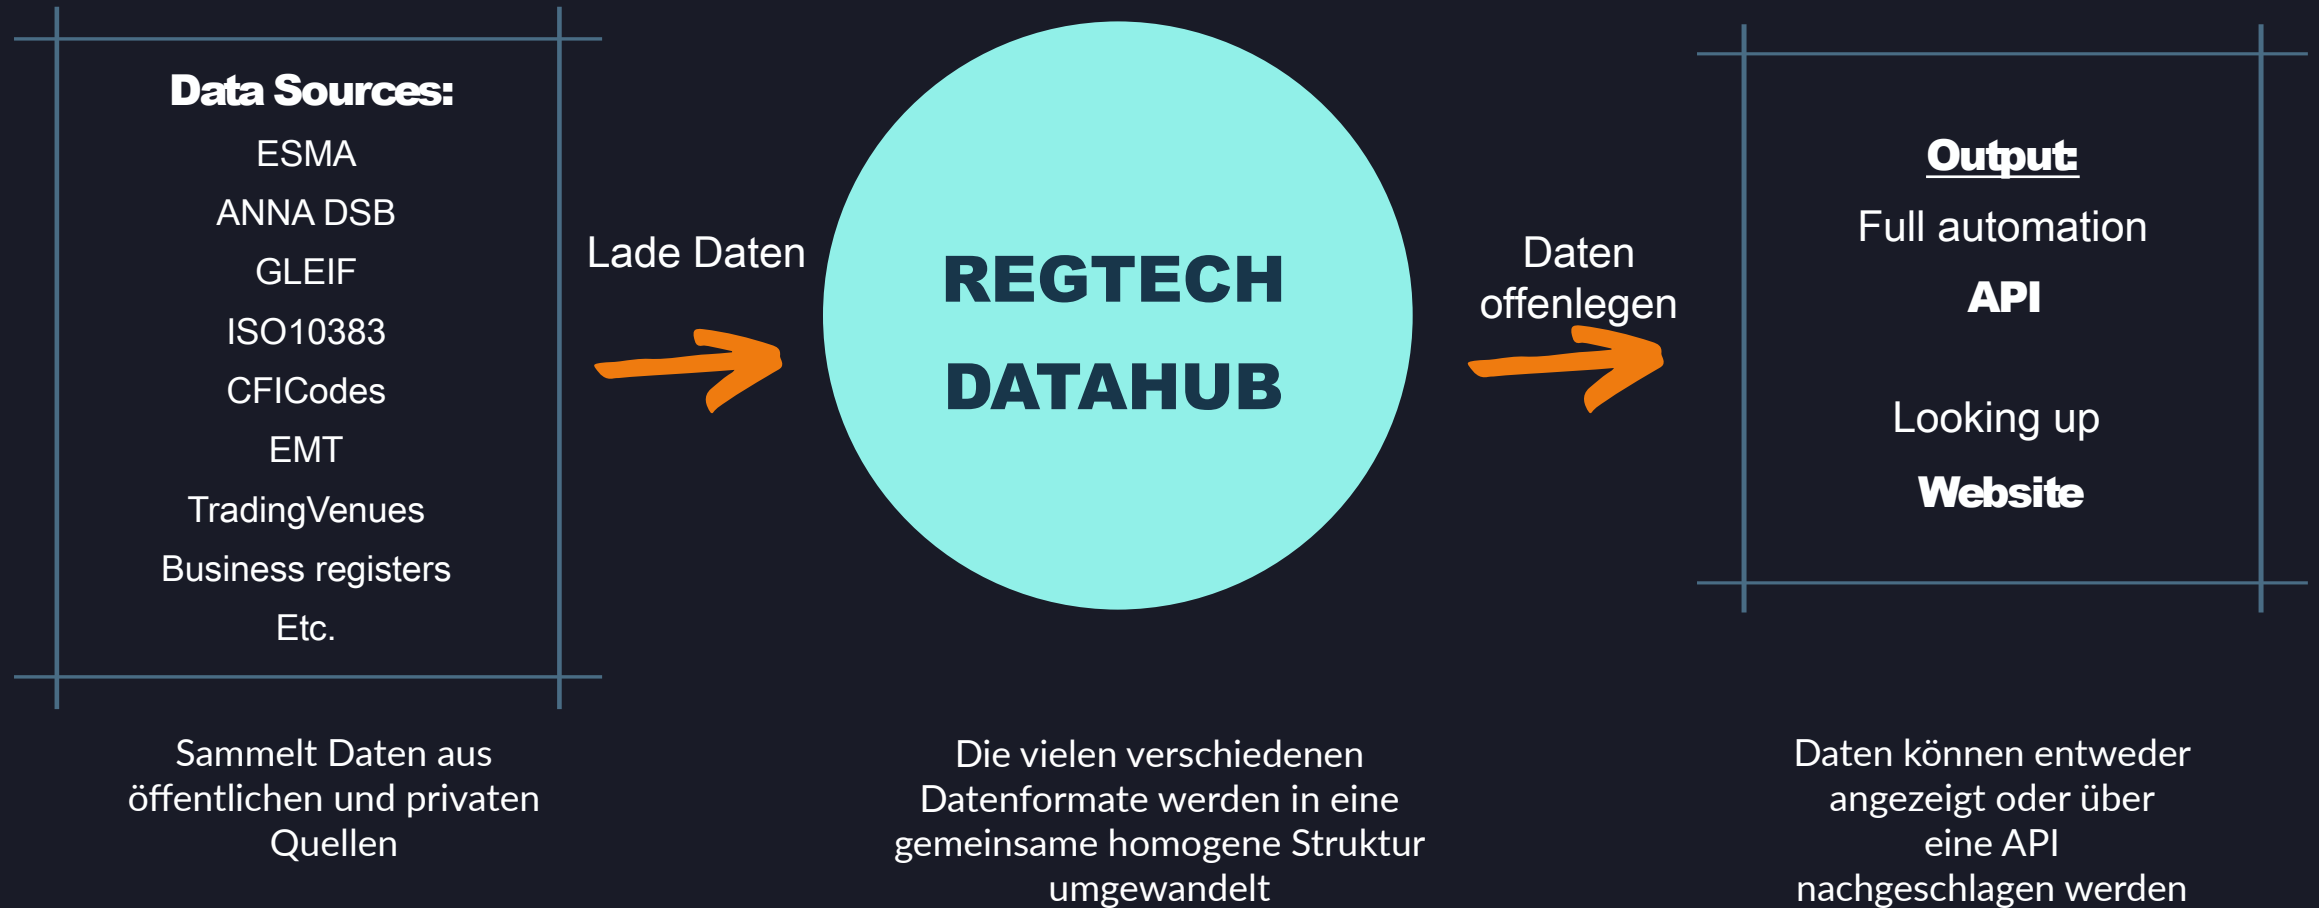 Data Sources:
ESMA
ANNA DSB
GLEIF
ISO10383
CFICodes
EMT
TradingVenues
Business registers
Etc.
Sammelt Daten aus
öffentlichen und privaten
Quellen
Lade Daten
REGTECH
DATAHUB
Die vielen verschiedenen
Datenformate werden in eine
gemeinsame homogene Struktur
umgewandelt
Daten
offenlegen
Output:
Full automation
API
Looking up
Website
Daten können entweder
angezeigt oder über
eine API
nachgeschlagen werden